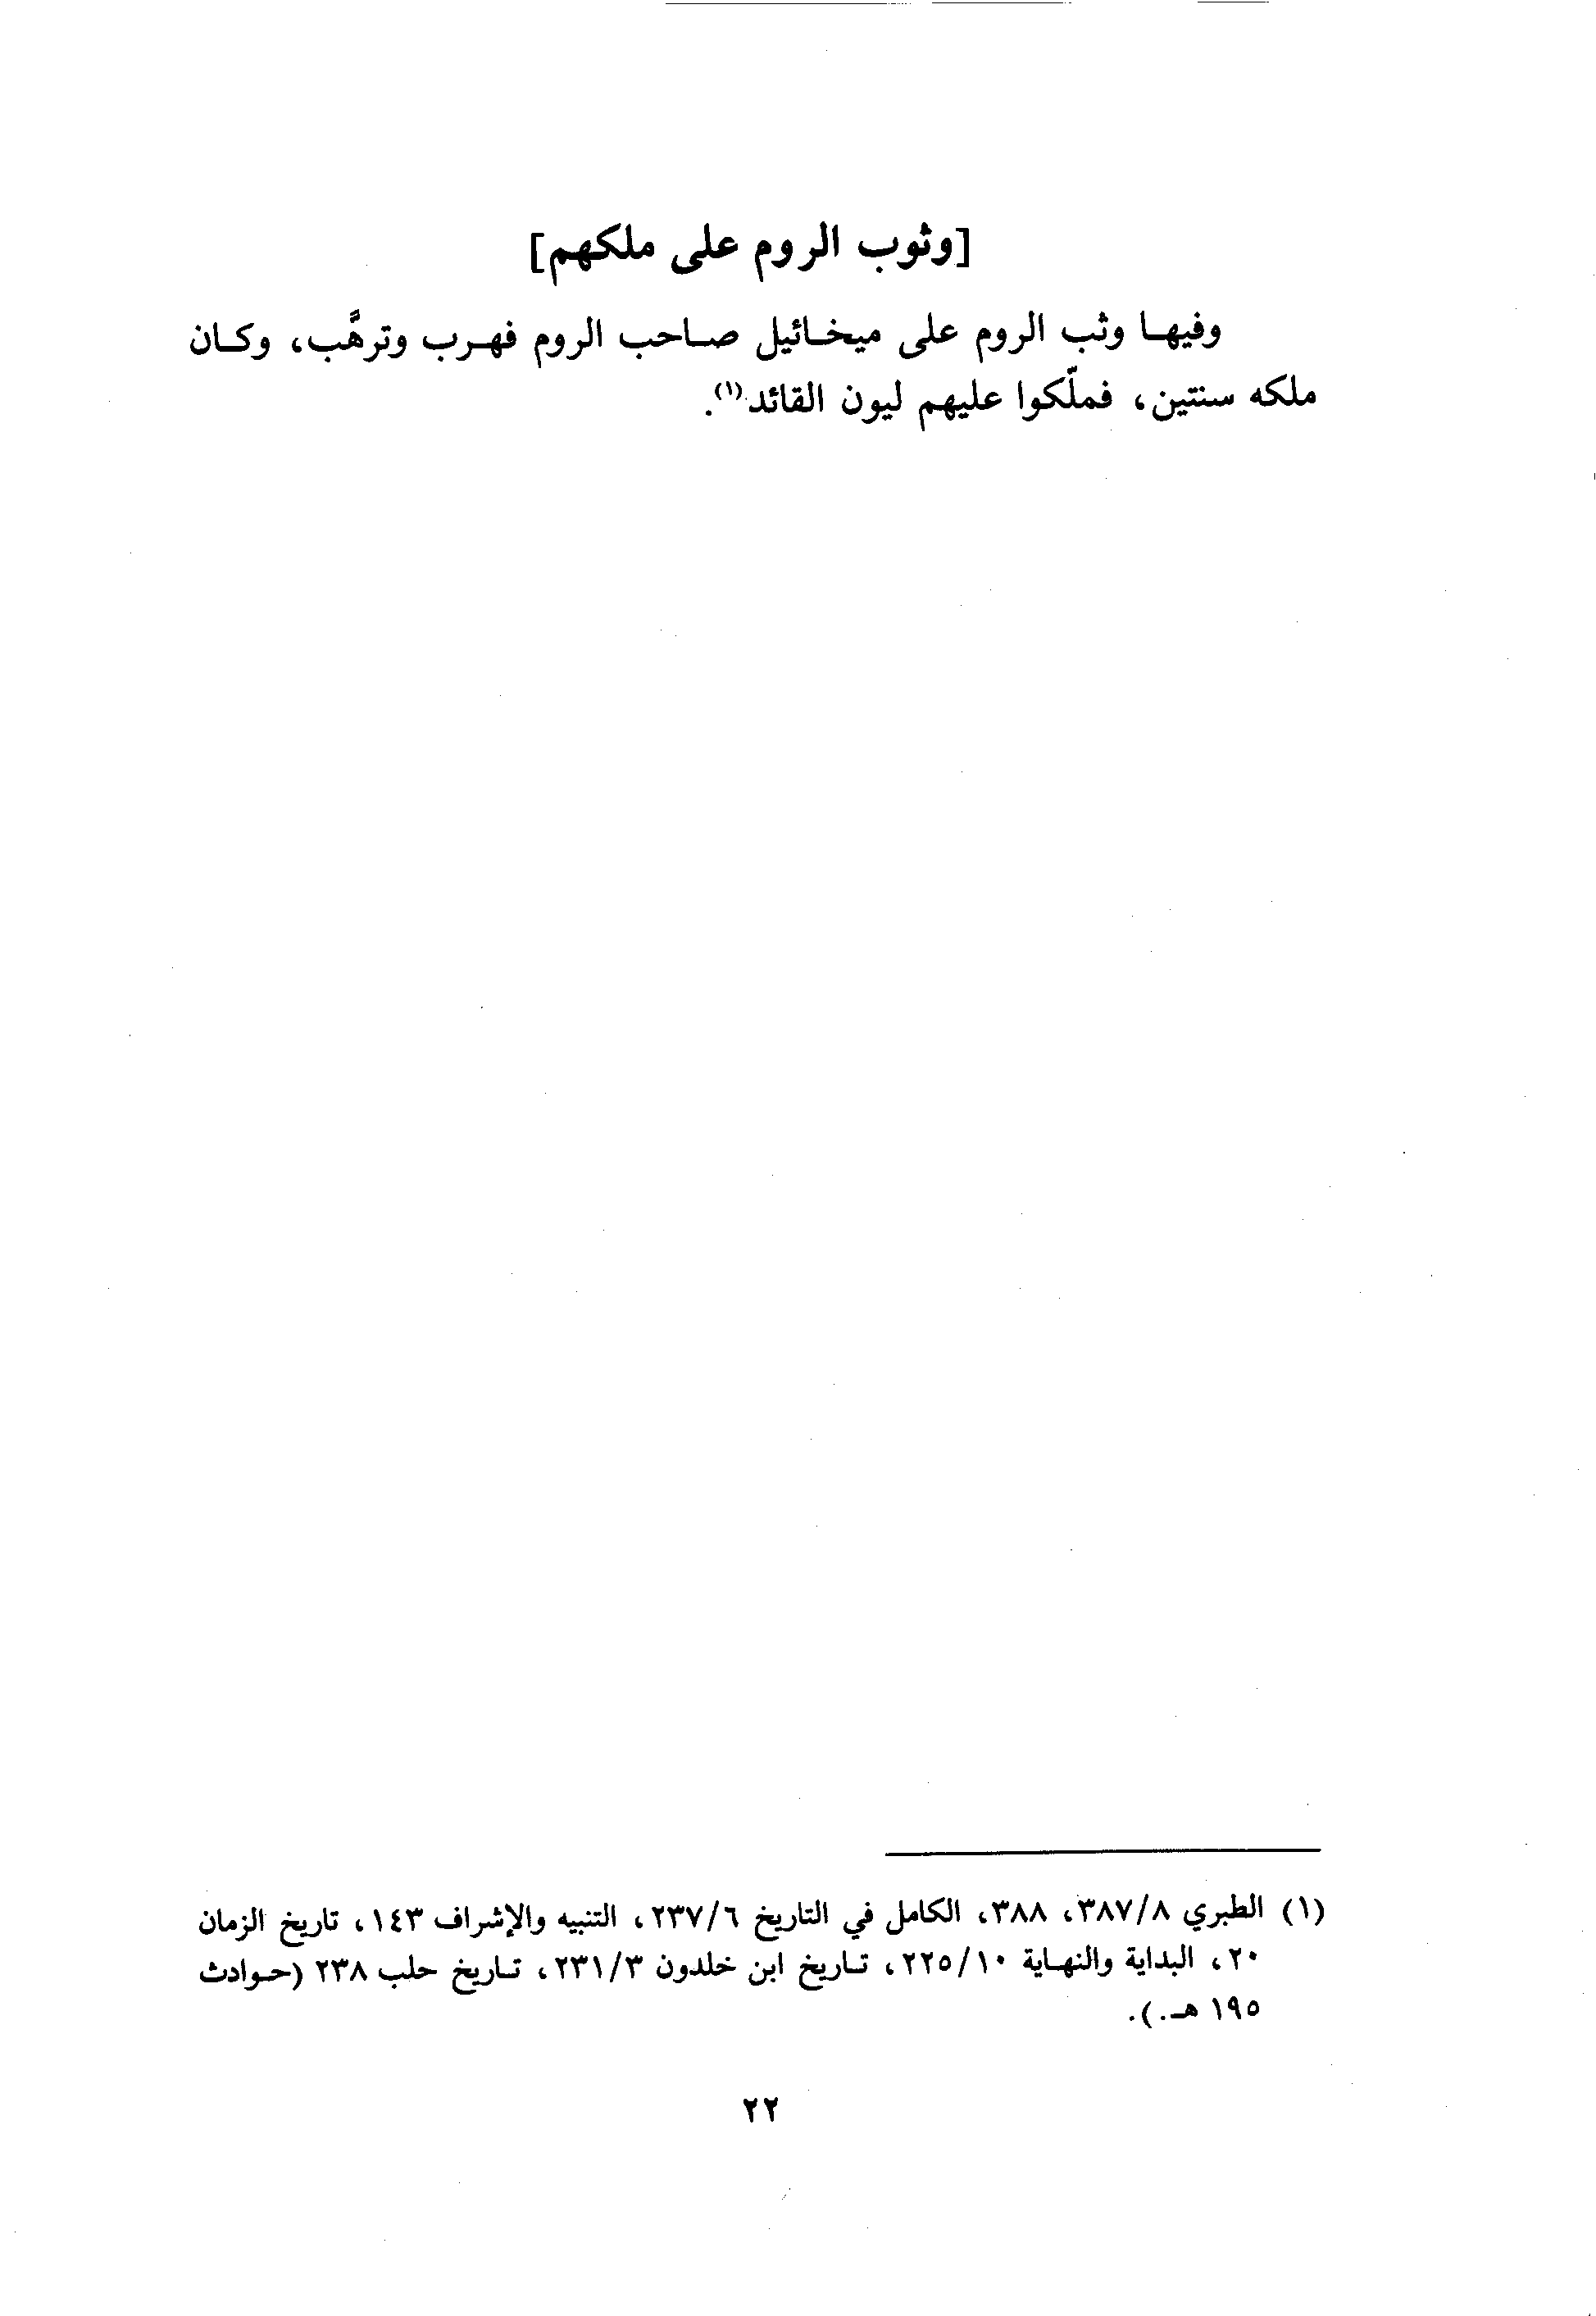 [وثوب الروم على ملكهم]
وفيها وثب الروم على ميخائيل صاحب الروم فهرب وترهَّب، وكان
ملكه سنتين، فملّكوا عليهم ليون القائد(١).
(١) الطبري ٣٨٧/٨، ٣٨٨، الكامل في التاريخ ٢٣٧/٦، التنبيه والإشراف ١٤٣، تاريخ الزمان
٢٠، البداية والنهاية ٢٢٥/١٠، تاريخ ابن خلدون ٢٣١/٣، تاريخ حلب ٢٣٨ (حوادث
١٩٥ هـ.).
٢٢